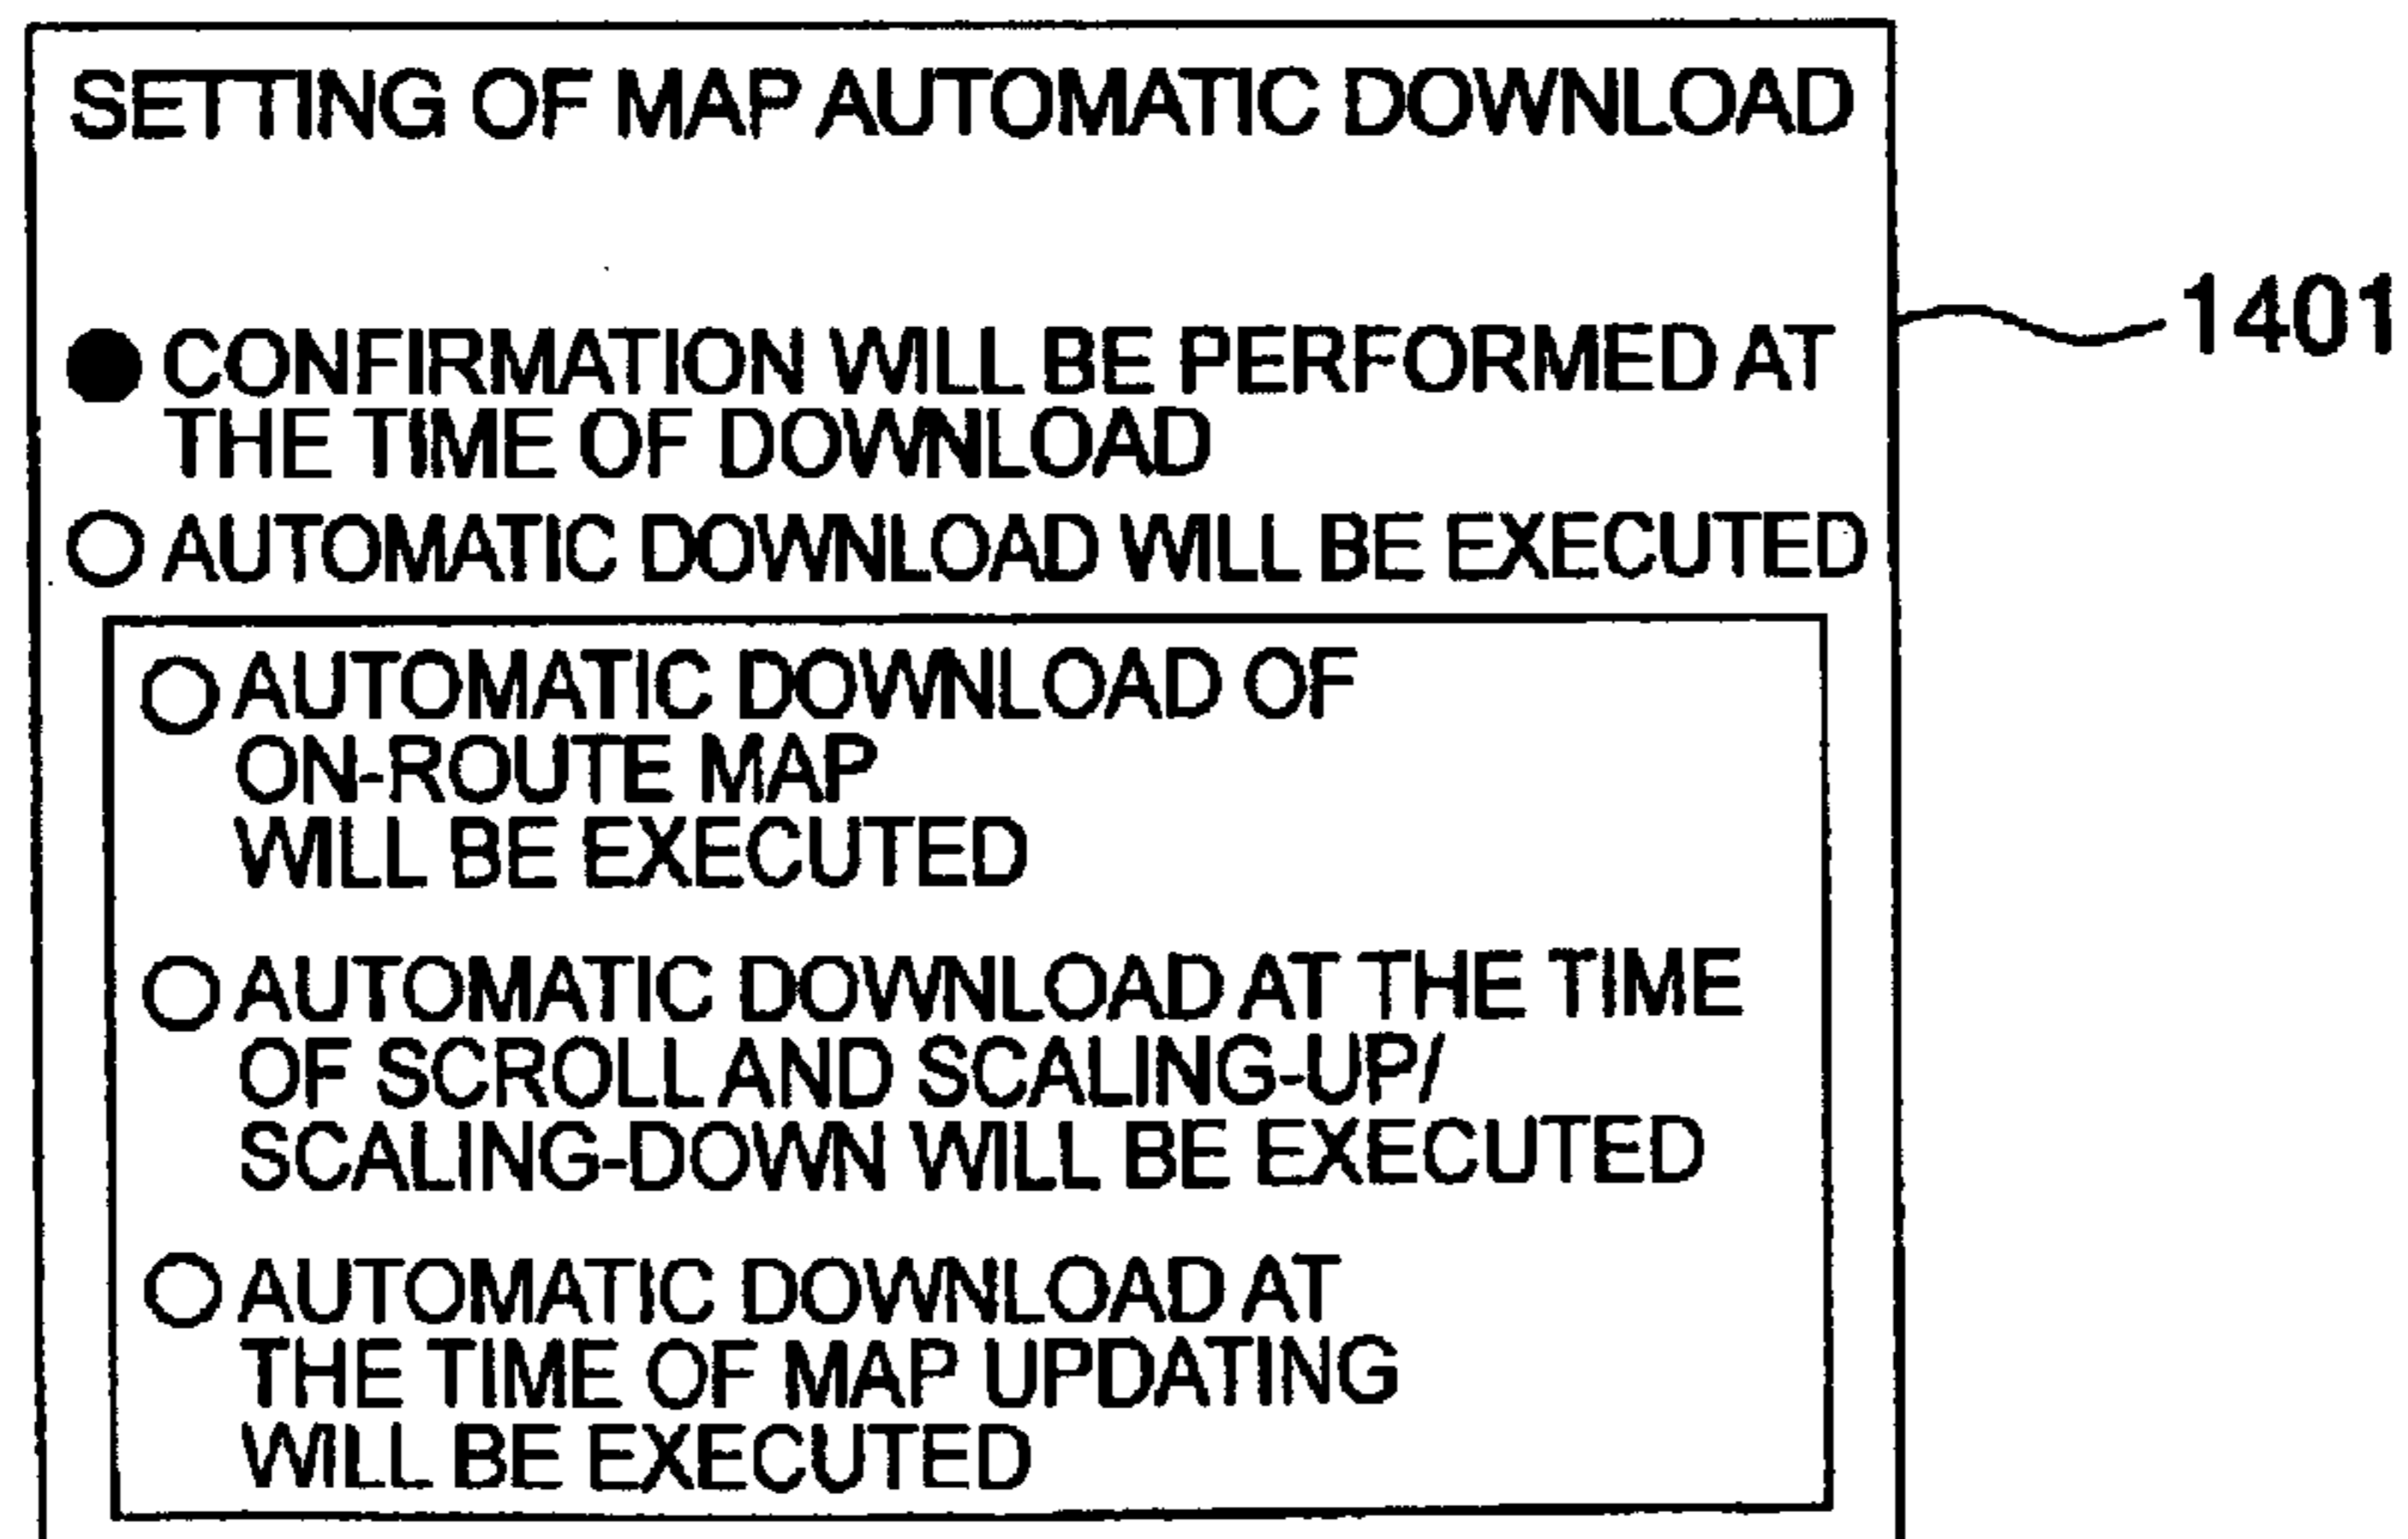 SETTING OF MAP AUTOMATIC DOWNLOAD
1401
CONFIRMATION WILL BE PERFORMED AT
THE TIME OF DOWNLOAD
AUTOMATIC DOWNLOAD WILL BE EXECUTED
AUTOMATIC DOWNLOAD OF
ON-ROUTE MAP
WILL BE EXECUTED
AUTOMATIC DOWNLOAD AT THE TIME
OF SCROLL AND SCALING-UP/
SCALING-DOWN WILL BE EXECUTED
AUTOMATIC DOWNLOAD AT
THE TIME OF MAP UPDATING
WILL BE EXECUTED